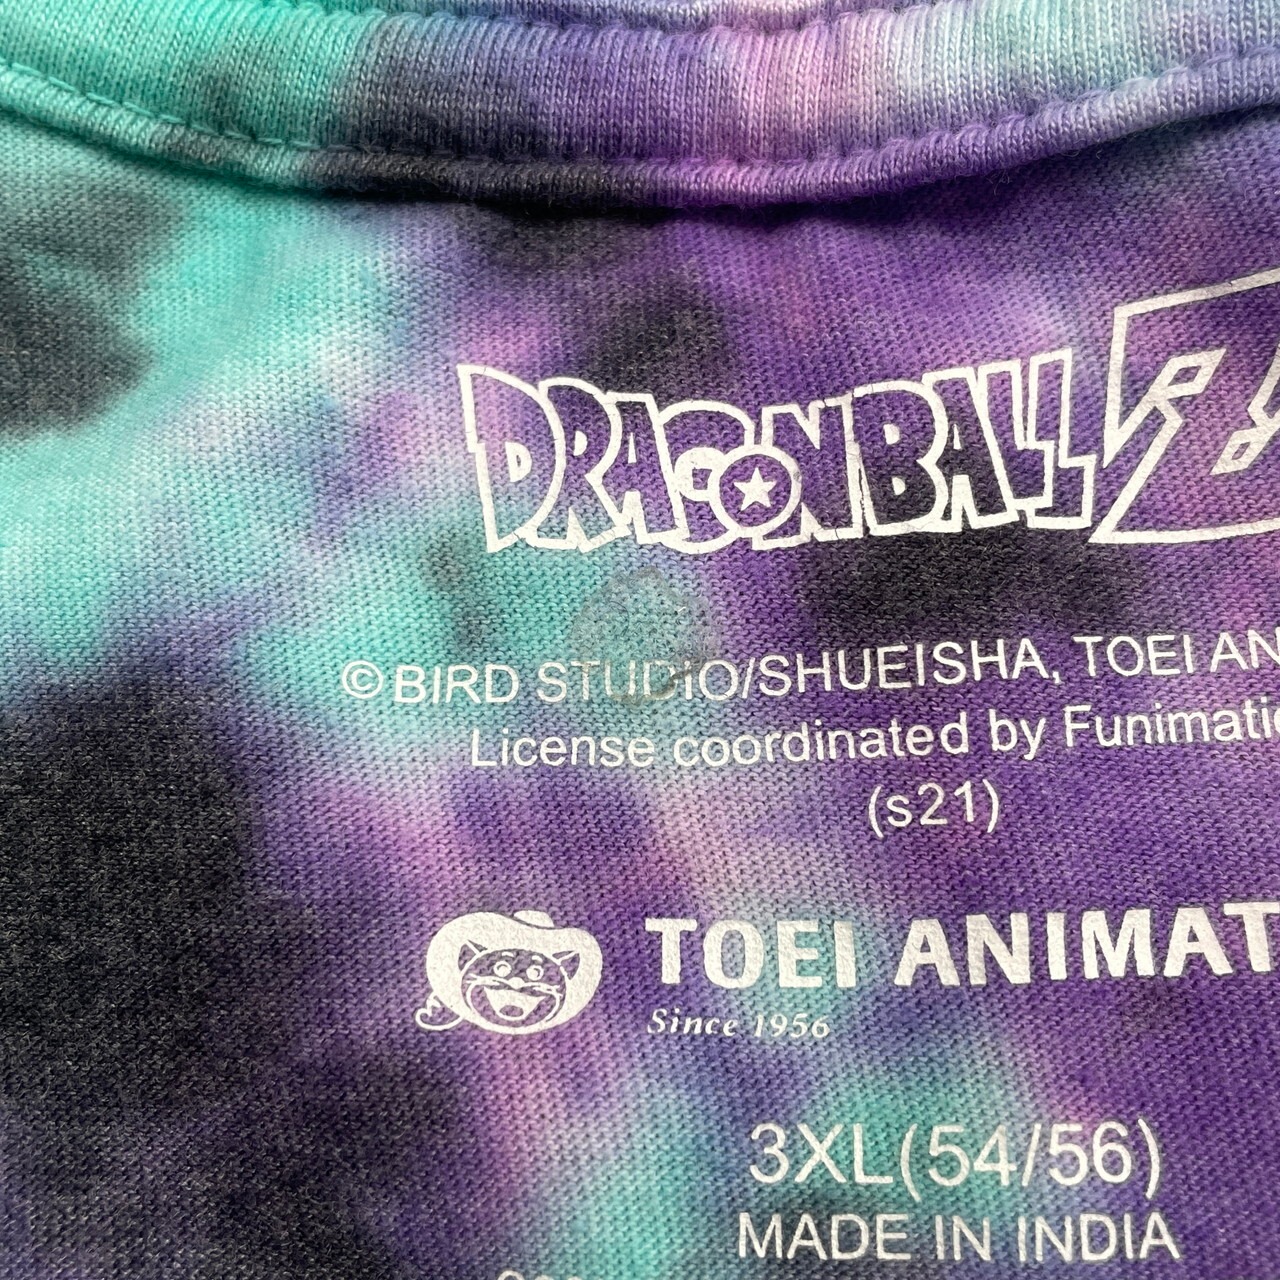 DRAGONBALL Z
© BIRD STUDIO/SHUEISHA, TOEI AN
License coordinated by Funimatio
(s21)
TOEI ANIMAT
Since 1956
3XL(54/56)
MADE IN INDIA